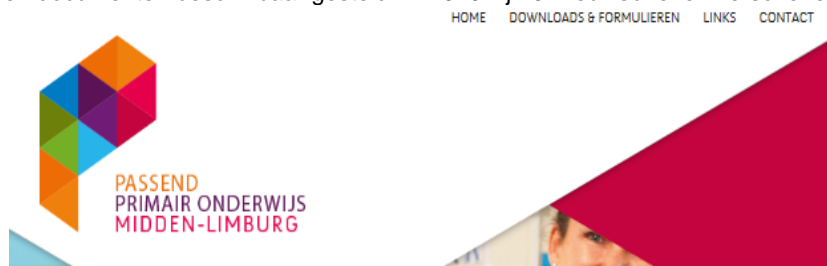 HOME DOWNLOADS & FORMULIEREN LINKS CONTACT
PASSEND
PRIMAIR ONDERWIJS
MIDDEN-LIMBURG